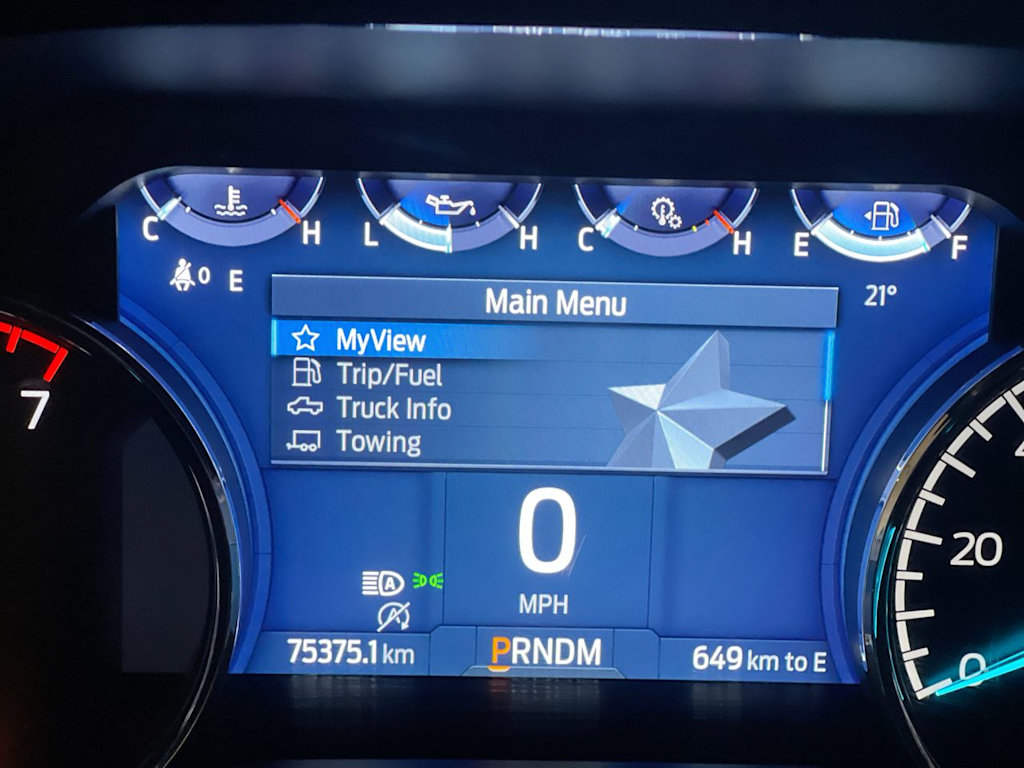 C H
L H
C H
E F
0 E
21°
Main Menu
MyView
Trip/Fuel
Truck Info
Towing
7
0
MPH
A
A
20
0
75375.1 km
PRNDM
649 km to E